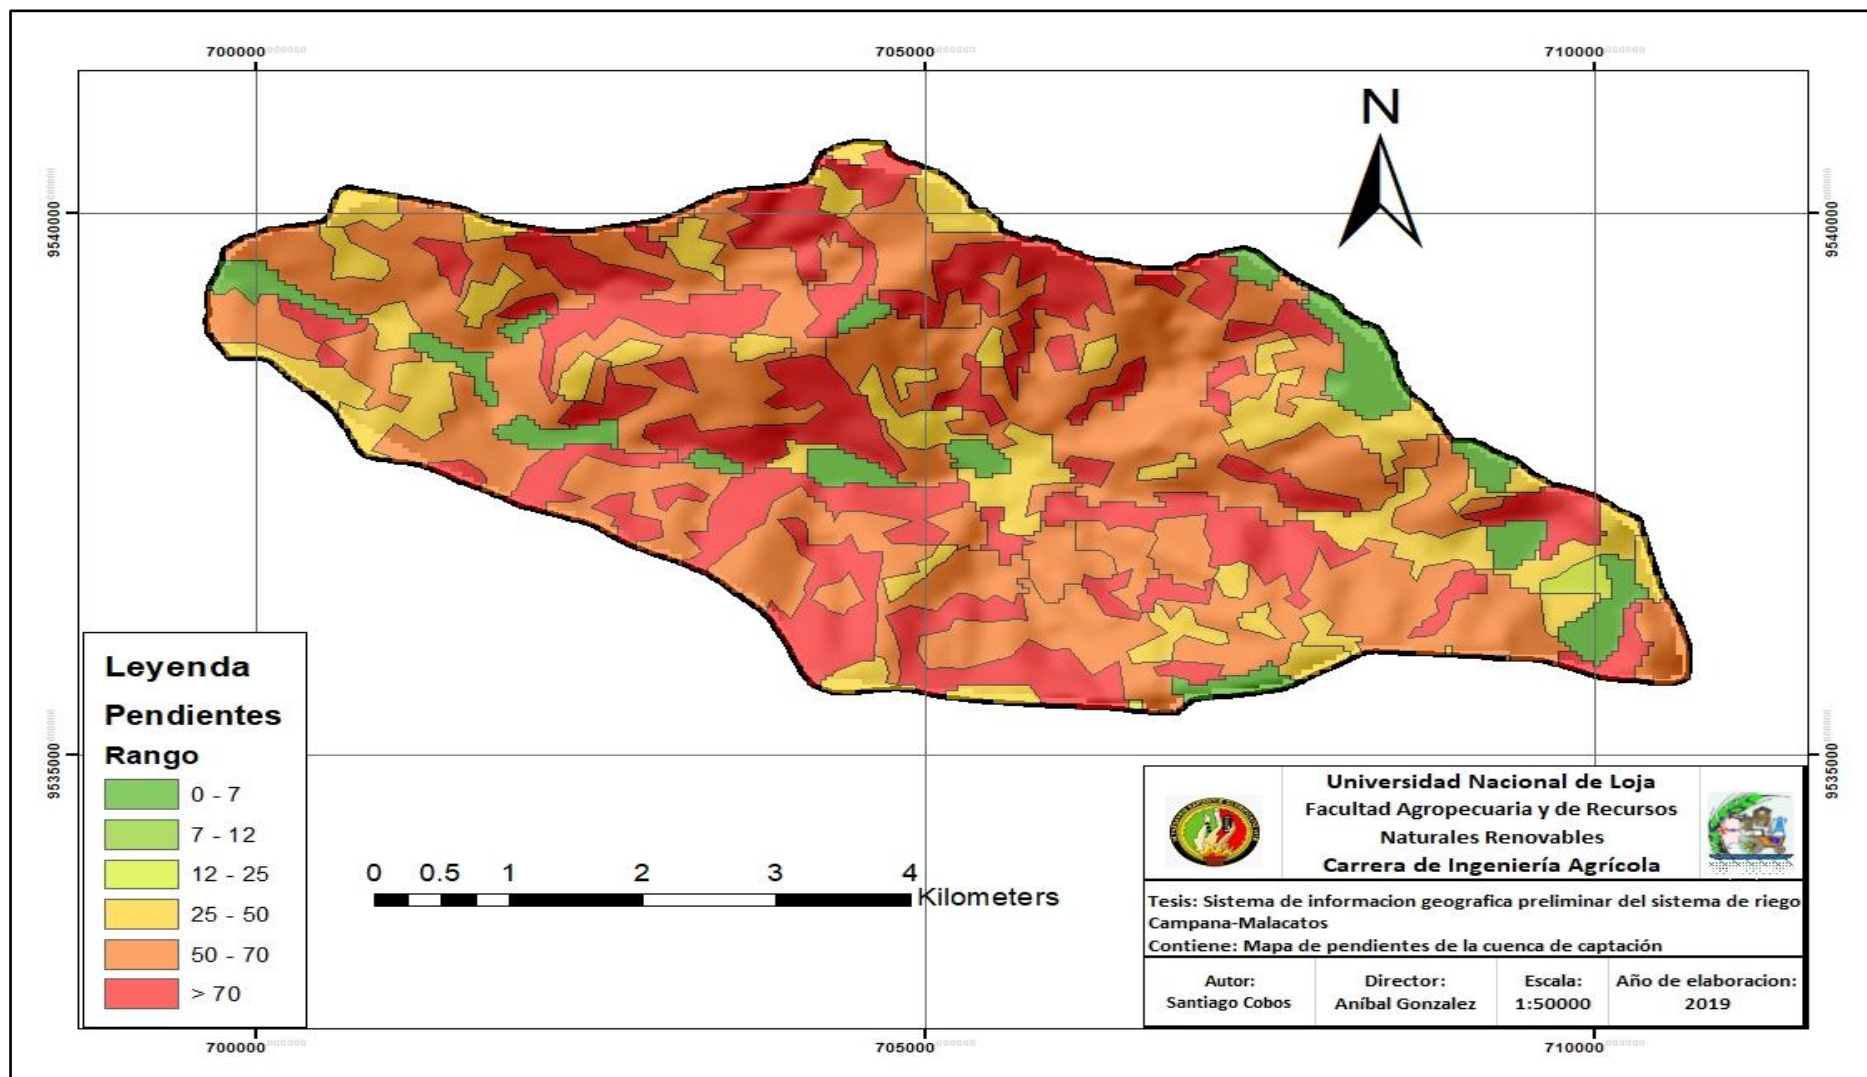 700000 705000 710000
N
9540000 9540000
9535000 9535000
Leyenda
Pendientes
Rango
0 - 7
7 - 12
12 - 25
25 - 50
50 - 70
> 70
0 0.5 1 2 3 4
Kilometers
Universidad Nacional de Loja
Facultad Agropecuaria y de Recursos
Naturales Renovables
Carrera de Ingeniería Agrícola
Tesis: Sistema de informacion geografica preliminar del sistema de riego
Campana-Malacatos
Contiene: Mapa de pendientes de la cuenca de captación
Autor: Director: Escala: Año de elaboracion:
Santiago Cobos Aníbal Gonzalez 1:50000 2019
700000 705000 710000